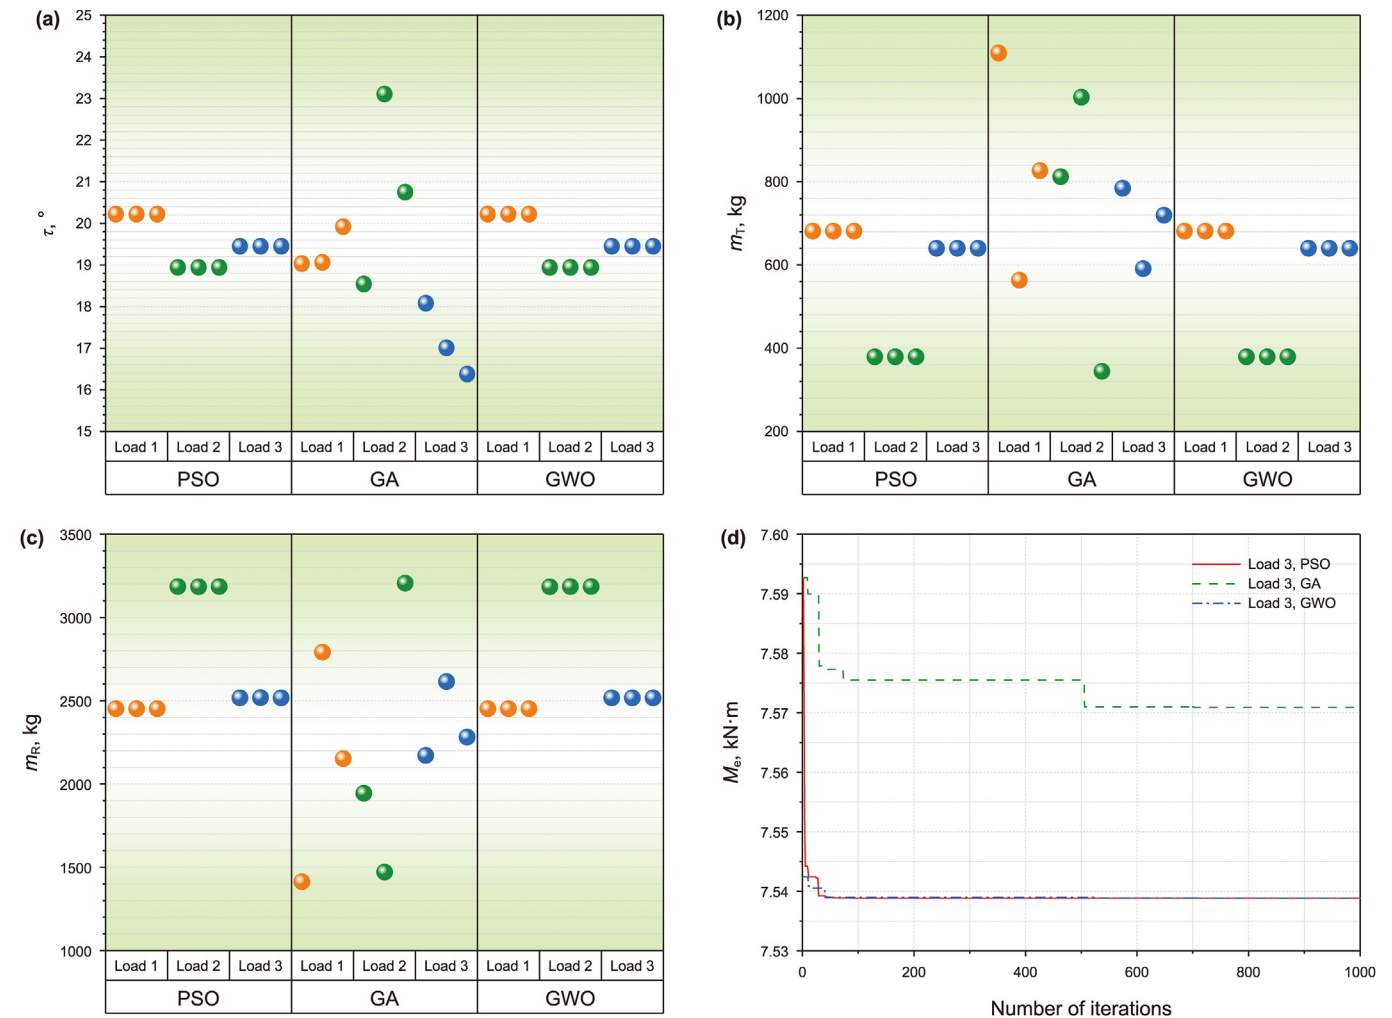 (a)
25
24
23
22
21
20
19
18
17
16
15
τ, °
Load 1 Load 2 Load 3 Load 1 Load 2 Load 3 Load 1 Load 2 Load 3
PSO GA GWO
(b)
1200
1000
800
600
400
200
mT, kg
Load 1 Load 2 Load 3 Load 1 Load 2 Load 3 Load 1 Load 2 Load 3
PSO GA GWO
(c)
3500
3000
2500
2000
1500
1000
mR, kg
Load 1 Load 2 Load 3 Load 1 Load 2 Load 3 Load 1 Load 2 Load 3
PSO GA GWO
(d)
7.60
7.59
7.58
7.57
7.56
7.55
7.54
7.53
Me, kN·m
Load 3, PSO
Load 3, GA
Load 3, GWO
0 200 400 600 800 1000
Number of iterations